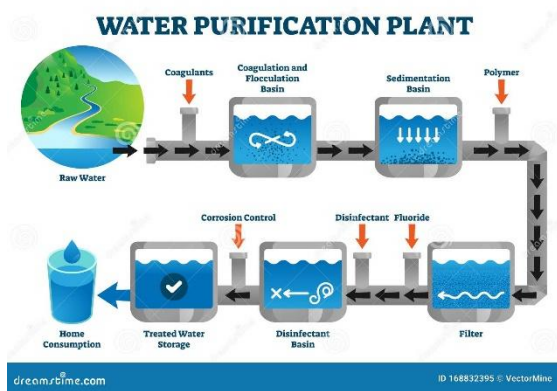 WATER PURIFICATION PLANT
Coagulants
Coagulation and
Flocculation
Basin
Sedimentation
Basin
Polymer
Raw Water
Corrosion Control
Disinfectant
Fluoride
Home
Consumption
Treated Water
Storage
Disinfectant
Basin
Filter
dreamstime.com
ID 168832395 © VectorMine